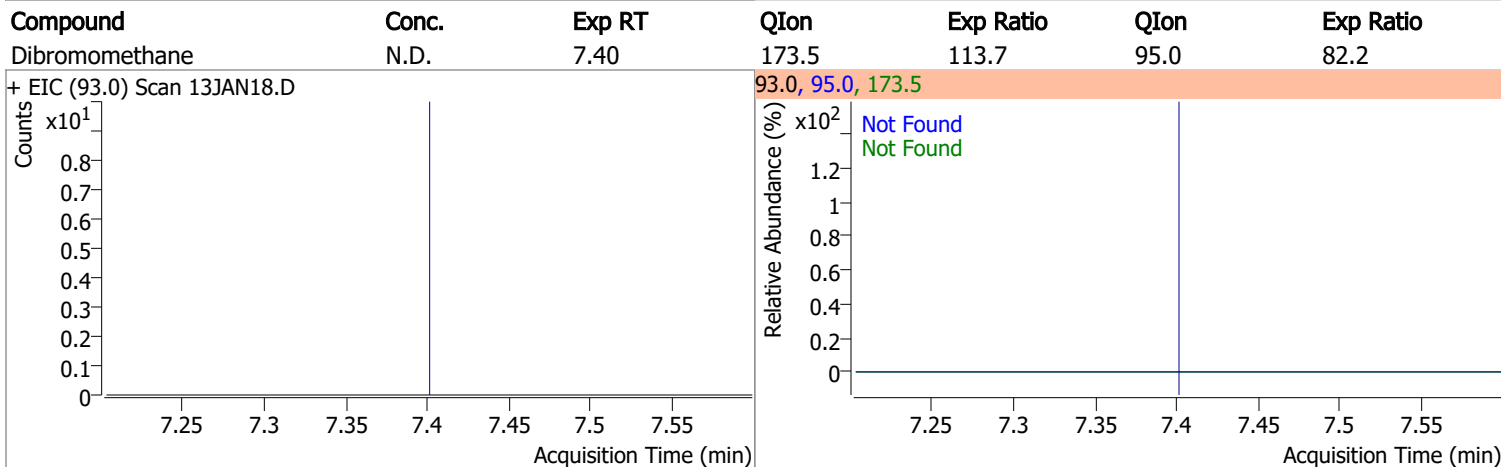 Compound Conc. Exp RT QIon Exp Ratio QIon Exp Ratio
Dibromomethane N.D. 7.40 173.5 113.7 95.0 82.2
+ EIC (93.0) Scan 13JAN18.D
Counts
x10¹
0.8
0.7
0.6
0.5
0.4
0.3
0.2
0.1
0
7.25 7.3 7.35 7.4 7.45 7.5 7.55
Acquisition Time (min)
93.0, 95.0, 173.5
Relative Abundance (%)
x10²
Not Found
Not Found
1.2
1
0.8
0.6
0.4
0.2
0
7.25 7.3 7.35 7.4 7.45 7.5 7.55
Acquisition Time (min)